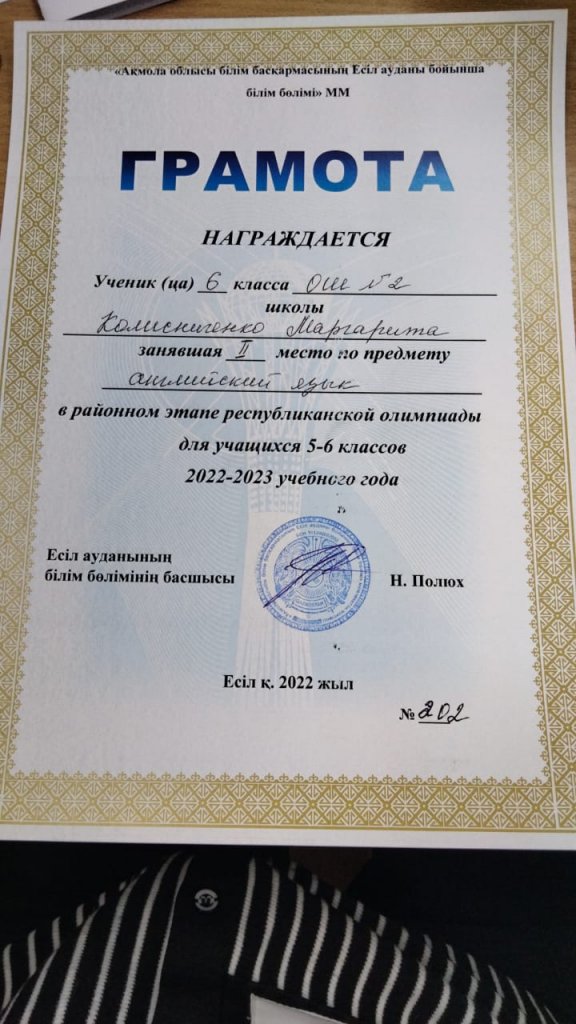 «Ақмола облысы білім басқармасының Есіл ауданы бойынша
білім бөлімі» ММ
ГРАМОТА
НАГРАЖДАЕТСЯ
Ученик (ца) 6 класса ОШ №2
школы
Колисниченко Маргарита
занявшая II место по предмету
английский язык
в районном этапе республиканской олимпиады
для учащихся 5-6 классов
2022-2023 учебного года
Есіл ауданының
білім бөлімінің басшысы
Н. Полюх
Есіл қ. 2022 жыл
№ 202